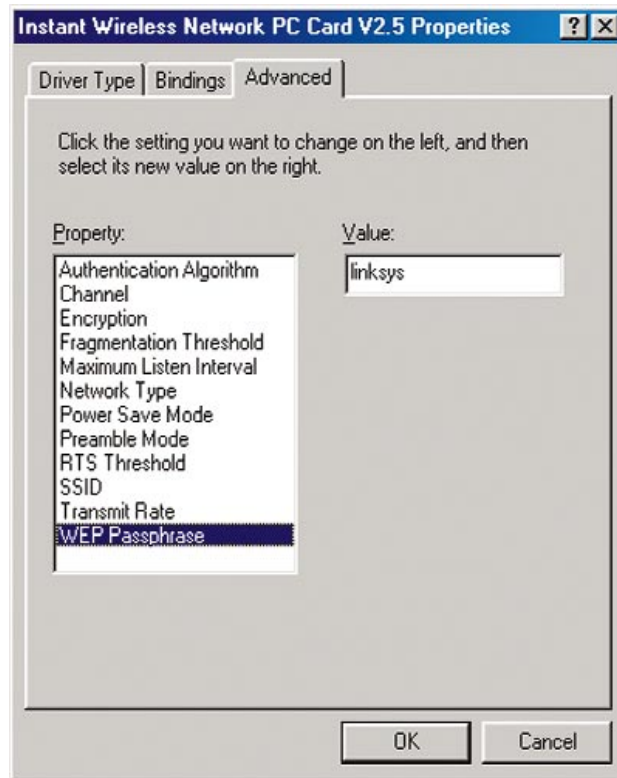 Instant Wireless Network PC Card V2.5 Properties ? X
Driver Type Bindings Advanced
Click the setting you want to change on the left, and then
select its new value on the right.
Property: Value:
Authentication Algorithm linksys
Channel
Encryption
Fragmentation Threshold
Maximum Listen Interval
Network Type
Power Save Mode
Preamble Mode
RTS Threshold
SSID
Transmit Rate
WEP Passphrase
OK Cancel